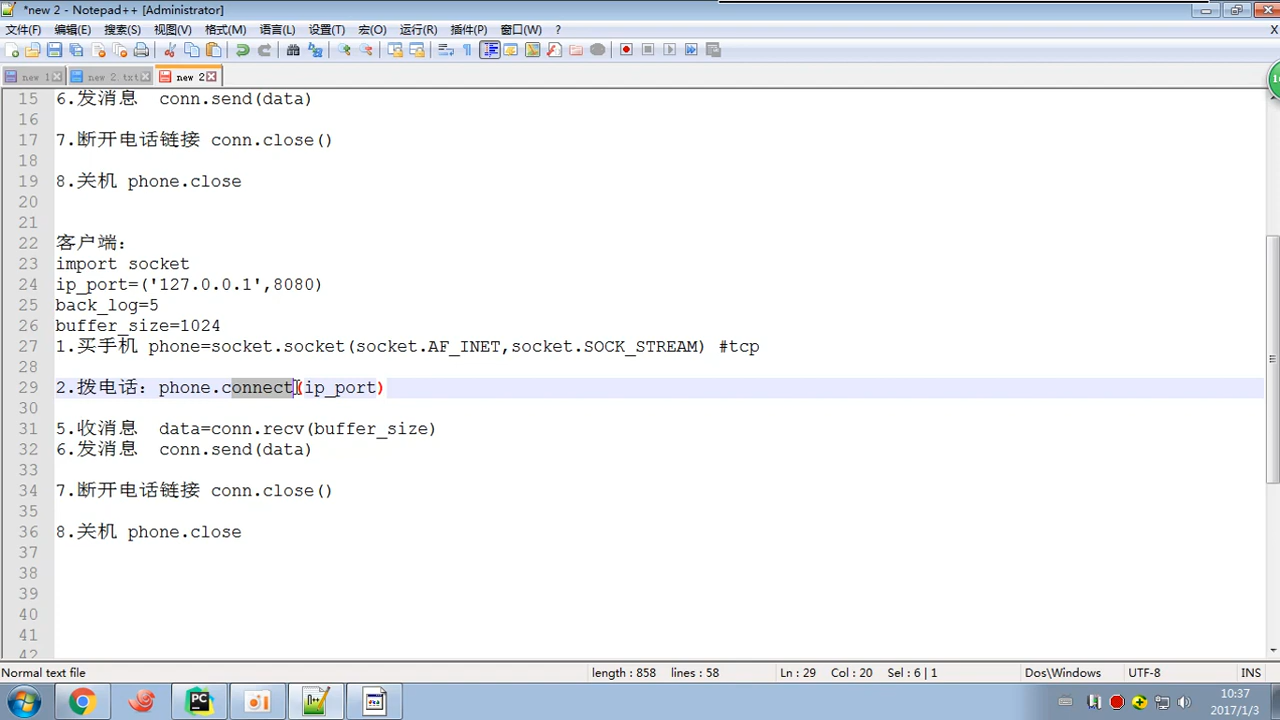 *new 2 - Notepad++ [Administrator]
文件(F) 编辑(E) 搜索(S) 视图(V) 格式(M) 语言(L) 设置(T) 宏(O) 运行(R) 插件(P) 窗口(W) ? X
new 1 new 2.txt new 2
15 6.发消息 conn.send(data)
16
17 7.断开电话链接 conn.close()
18
19 8.关机 phone.close
20
21
22 客户端:
23 import socket
24 ip_port=('127.0.0.1',8080)
25 back_log=5
26 buffer_size=1024
27 1.买手机 phone=socket.socket(socket.AF_INET,socket.SOCK_STREAM) #tcp
28
29 2.拨电话：phone.connect(ip_port)
30
31 5.收消息 data=conn.recv(buffer_size)
32 6.发消息 conn.send(data)
33
34 7.断开电话链接 conn.close()
35
36 8.关机 phone.close
37
38
39
40
41
42
Normal text file length : 858 lines : 58 Ln : 29 Col : 20 Sel : 6 | 1 Dos\Windows UTF-8 INS
10:37
2017/1/3